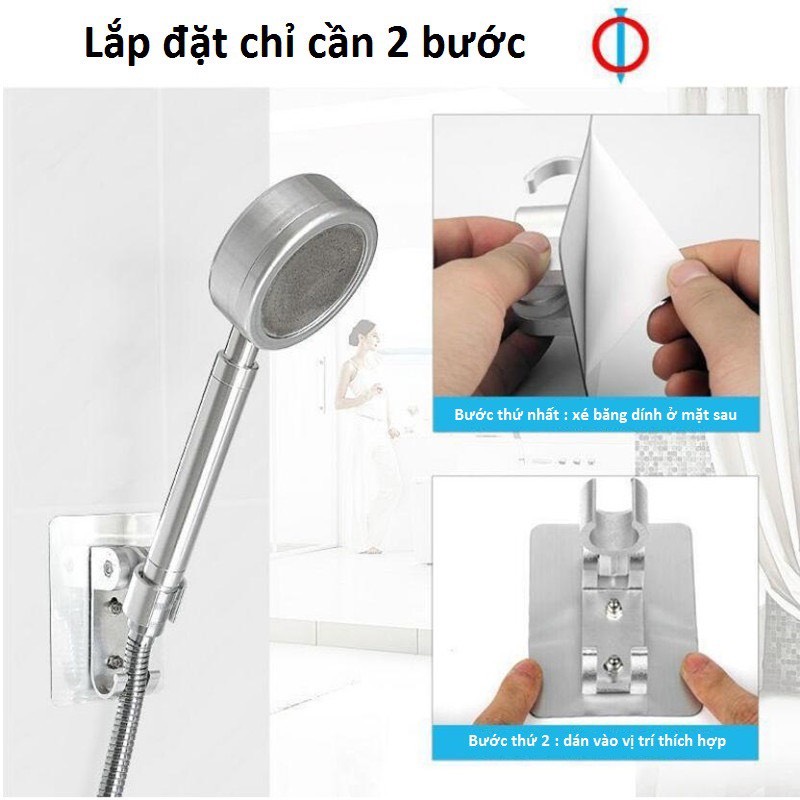 Lắp đặt chỉ cần 2 bước
Bước thứ nhất : xé băng dính ở mặt sau
Bước thứ 2 : dán vào vị trí thích hợp